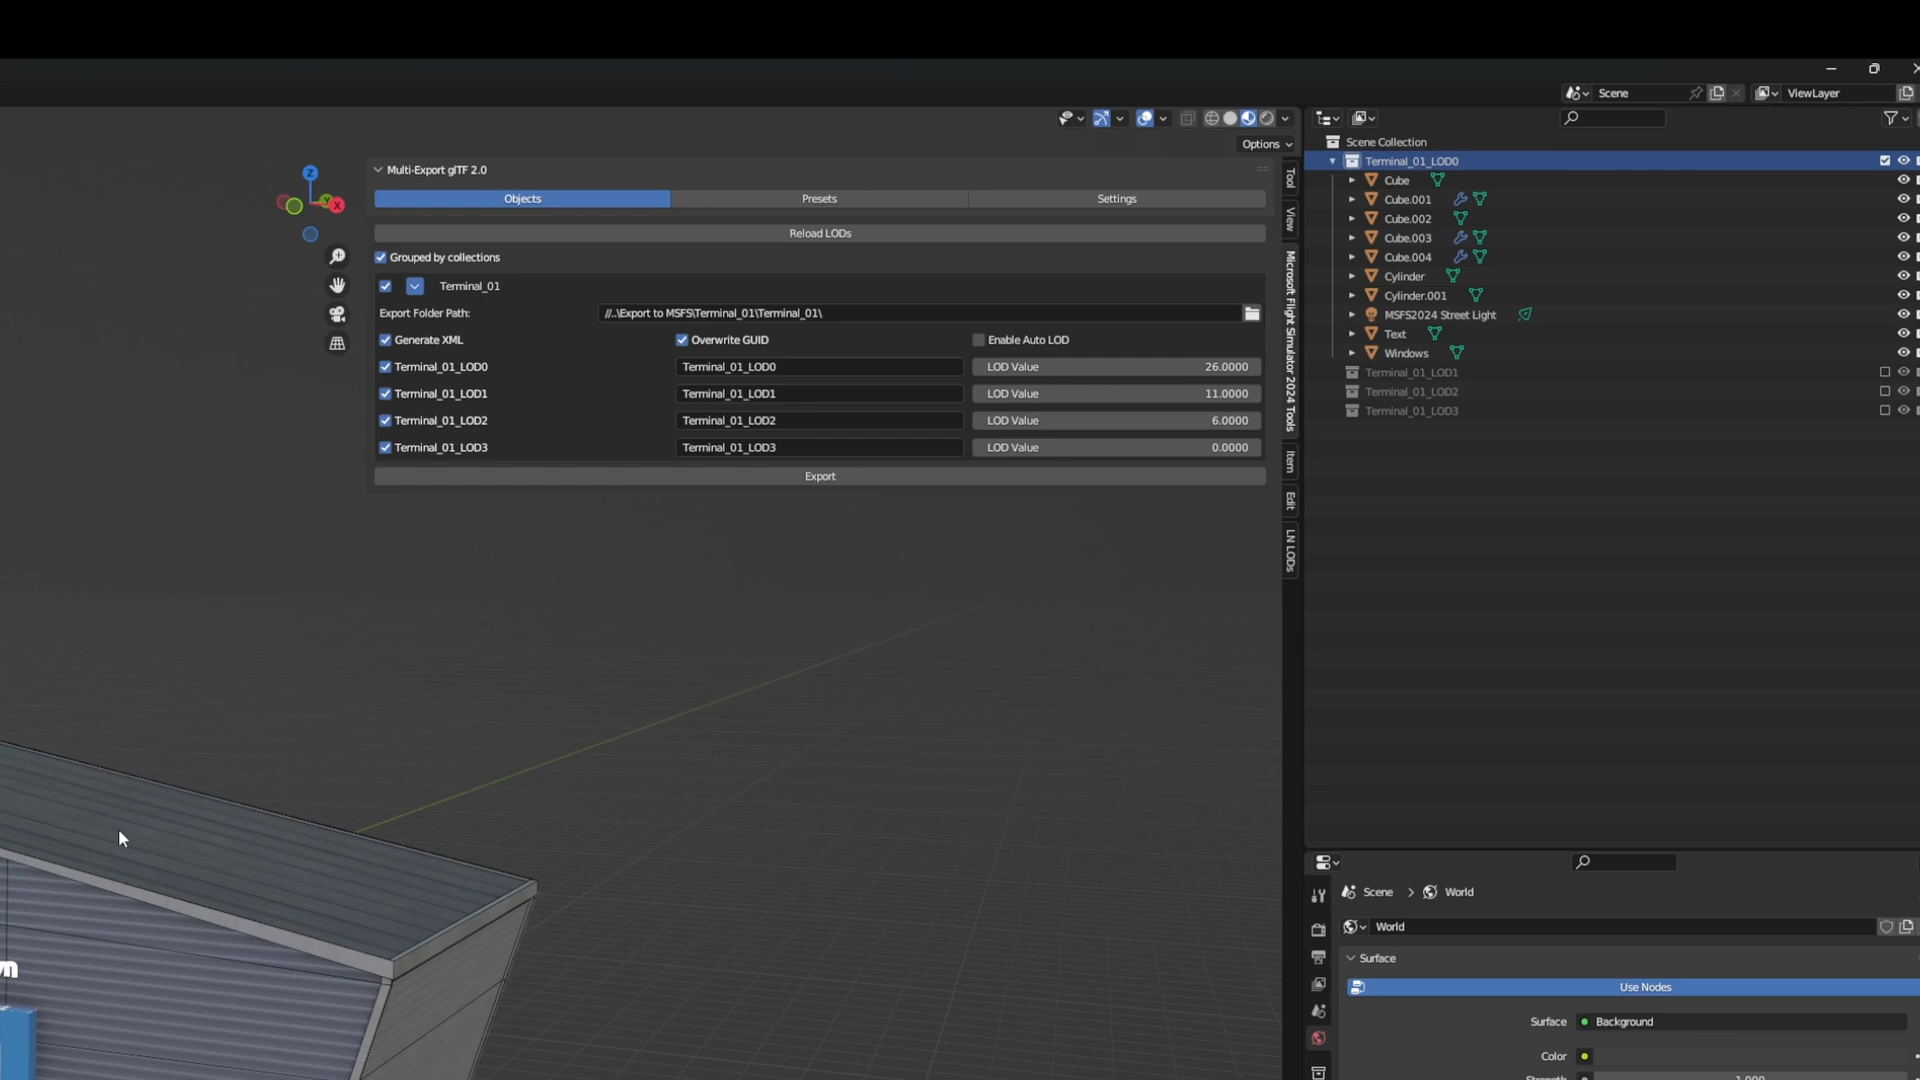 Scene
ViewLayer
Options
Multi-Export glTF 2.0
Objects
Presets
Settings
Reload LODs
Grouped by collections
Terminal_01
Export Folder Path:
//..\Export to MSFS\Terminal_01\Terminal_01\
Generate XML
Overwrite GUID
Enable Auto LOD
Terminal_01_LOD0
Terminal_01_LOD0
LOD Value
26.0000
Terminal_01_LOD1
Terminal_01_LOD1
LOD Value
11.0000
Terminal_01_LOD2
Terminal_01_LOD2
LOD Value
6.0000
Terminal_01_LOD3
Terminal_01_LOD3
LOD Value
0.0000
Export
Tool
View
Microsoft Flight Simulator 2024 Tools
Item
Edit
LN LODs
Scene Collection
Terminal_01_LOD0
Cube
Cube.001
Cube.002
Cube.003
Cube.004
Cylinder
Cylinder.001
MSFS2024 Street Light
Text
Windows
Terminal_01_LOD1
Terminal_01_LOD2
Terminal_01_LOD3
Scene
World
World
Surface
Use Nodes
Surface
Background
Color
Strength
1.000